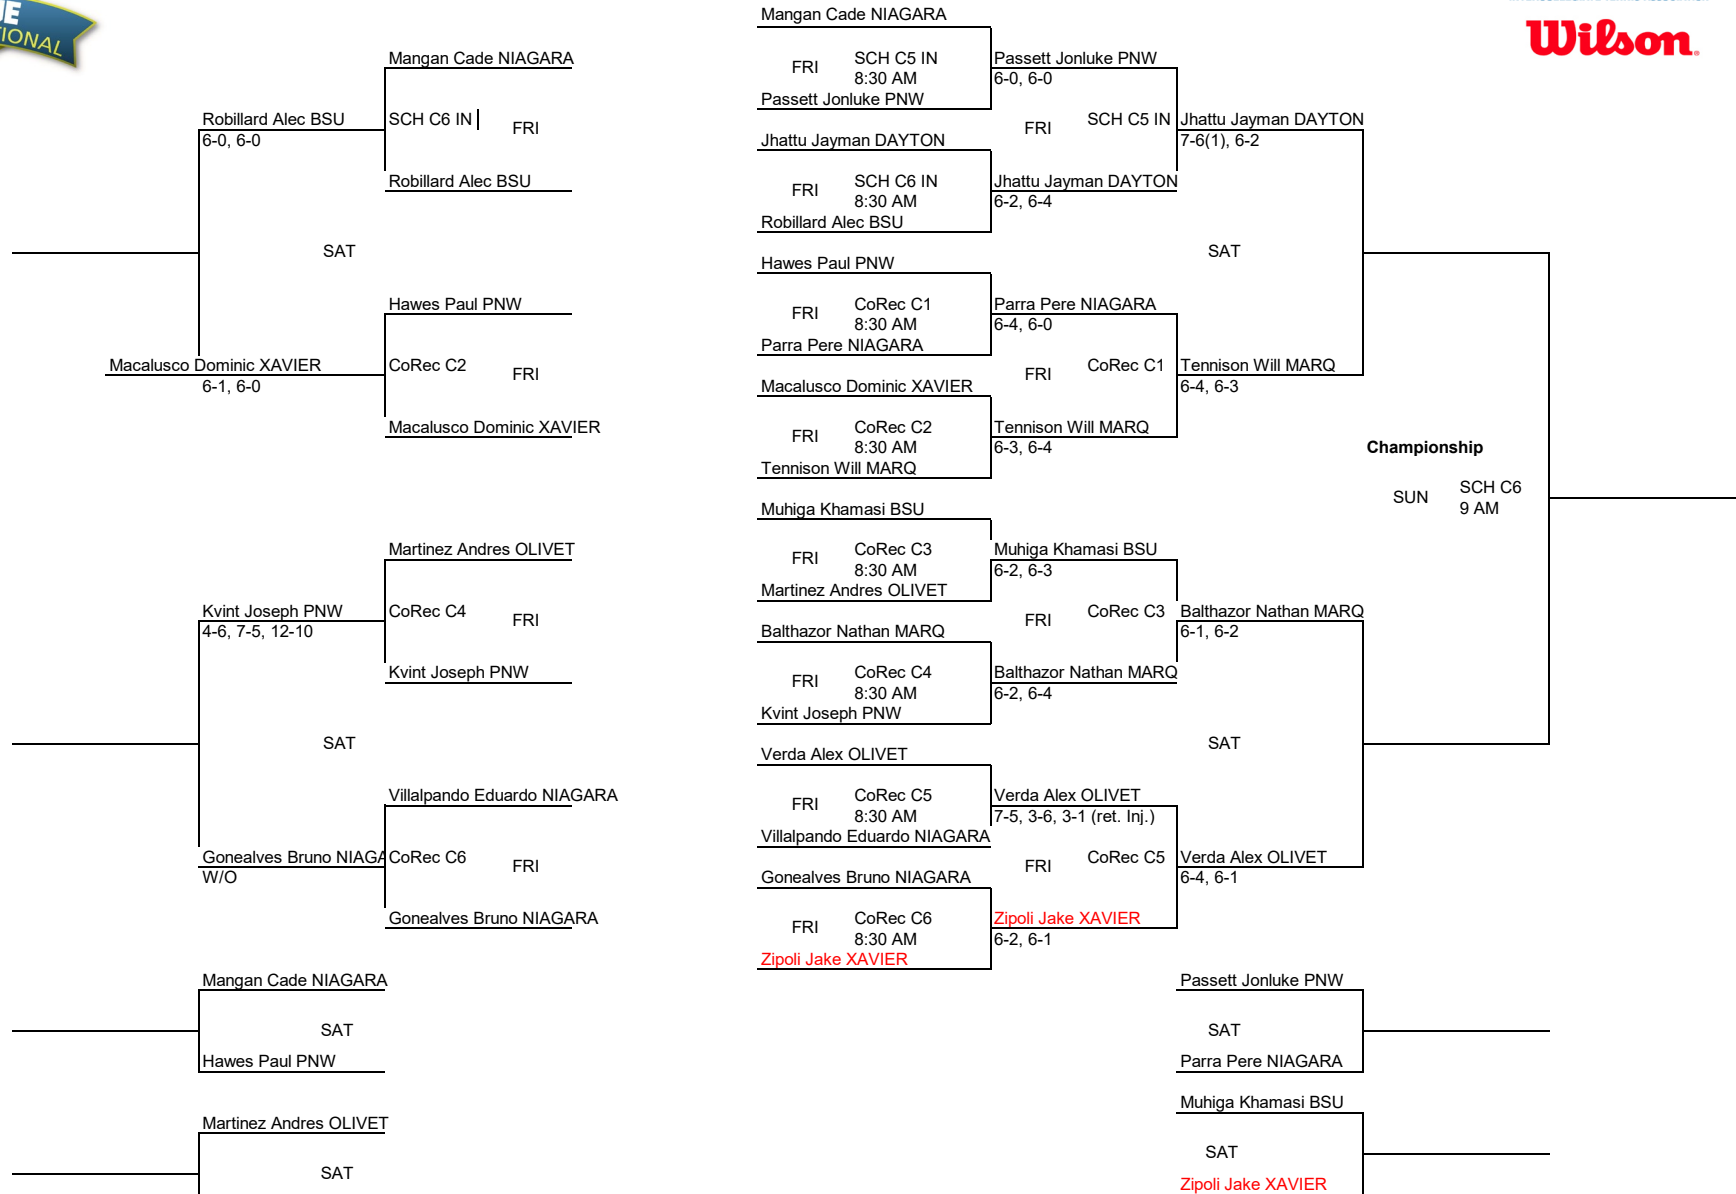 Mangan Cade NIAGARA
Wilson
Mangan Cade NIAGARA
FRI
SCH C5 IN
8:30 AM
Passett Jonluke PNW
6-0, 6-0
Passett Jonluke PNW
Robillard Alec BSU
6-0, 6-0
SCH C6 IN
FRI
FRI
SCH C5 IN
Jhattu Jayman DAYTON
7-6(1), 6-2
Jhattu Jayman DAYTON
Robillard Alec BSU
FRI
SCH C6 IN
8:30 AM
Jhattu Jayman DAYTON
6-2, 6-4
Robillard Alec BSU
SAT
SAT
Hawes Paul PNW
Hawes Paul PNW
FRI
CoRec C1
8:30 AM
Parra Pere NIAGARA
6-4, 6-0
Parra Pere NIAGARA
Macalusco Dominic XAVIER
6-1, 6-0
CoRec C2
FRI
FRI
CoRec C1
Tennison Will MARQ
6-4, 6-3
Macalusco Dominic XAVIER
Macalusco Dominic XAVIER
FRI
CoRec C2
8:30 AM
Tennison Will MARQ
6-3, 6-4
Tennison Will MARQ
Championship
SUN
SCH C6
9 AM
Muhiga Khamasi BSU
Martinez Andres OLIVET
FRI
CoRec C3
8:30 AM
Muhiga Khamasi BSU
6-2, 6-3
Martinez Andres OLIVET
Kvint Joseph PNW
4-6, 7-5, 12-10
CoRec C4
FRI
FRI
CoRec C3
Balthazor Nathan MARQ
6-1, 6-2
Balthazor Nathan MARQ
Kvint Joseph PNW
FRI
CoRec C4
8:30 AM
Balthazor Nathan MARQ
6-2, 6-4
Kvint Joseph PNW
SAT
SAT
Verda Alex OLIVET
Villalpando Eduardo NIAGARA
FRI
CoRec C5
8:30 AM
Verda Alex OLIVET
7-5, 3-6, 3-1 (ret. Inj.)
Villalpando Eduardo NIAGARA
Gonealves Bruno NIAGA
W/O
CoRec C6
FRI
FRI
CoRec C5
Verda Alex OLIVET
6-4, 6-1
Gonealves Bruno NIAGARA
Gonealves Bruno NIAGARA
FRI
CoRec C6
8:30 AM
Zipoli Jake XAVIER
6-2, 6-1
Zipoli Jake XAVIER
Mangan Cade NIAGARA
Passett Jonluke PNW
SAT
SAT
Hawes Paul PNW
Parra Pere NIAGARA
Muhiga Khamasi BSU
Martinez Andres OLIVET
SAT
SAT
Zipoli Jake XAVIER